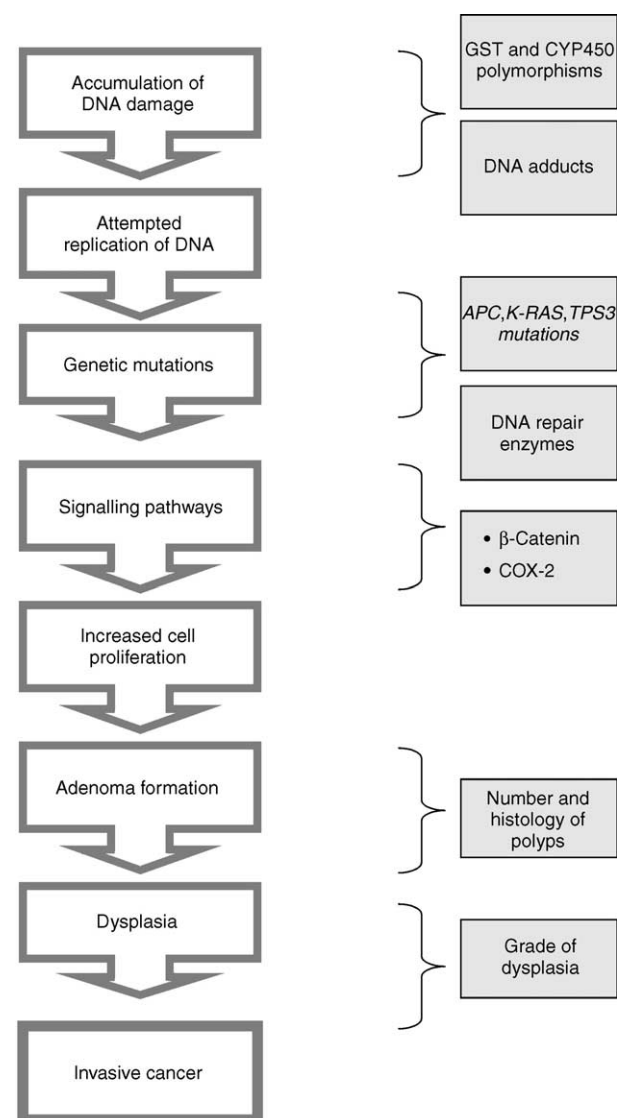 Accumulation of
DNA damage
GST and CYP450
polymorphisms
DNA adducts
Attempted
replication of DNA
Genetic mutations
APC,K-RAS,TPS3
mutations
DNA repair
enzymes
Signalling pathways
• β-Catenin
• COX-2
Increased cell
proliferation
Adenoma formation
Number and
histology of
polyps
Dysplasia
Grade of
dysplasia
Invasive cancer